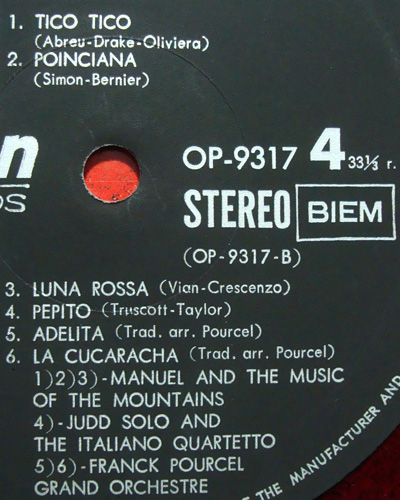 1. TICO TICO
(Abreu-Drake-Oliviera)
2. POINCIANA
(Simon-Bernier)
n
OS
OP-9317 4 33⅓ r.
STEREO BIEM
(OP-9317-B)
3. LUNA ROSSA (Vian-Crescenzo)
4. PEPITO (Truscott-Taylor)
5. ADELITA (Trad. arr. Pourcel)
6. LA CUCARACHA (Trad. arr. Pourcel)
1)2)3)-MANUEL AND THE MUSIC
OF THE MOUNTAINS
4)-JUDD SOLO AND
THE ITALIANO QUARTETTO
5)6)-FRANCK POURCEL
GRAND ORCHESTRE
OF THE MANUFACTURER AND